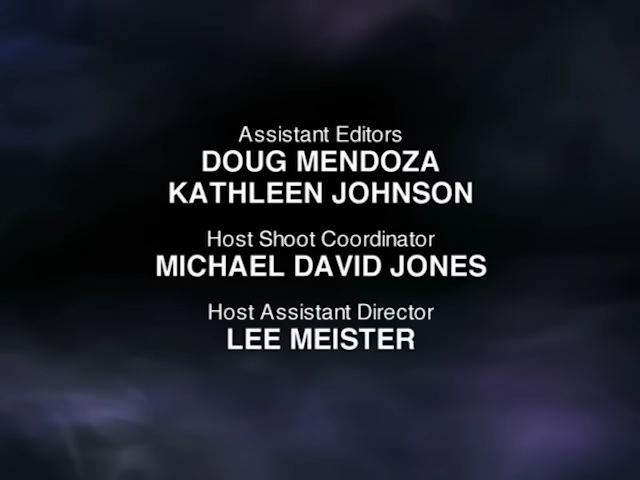 Assistant Editors
DOUG MENDOZA
KATHLEEN JOHNSON
Host Shoot Coordinator
MICHAEL DAVID JONES
Host Assistant Director
LEE MEISTER